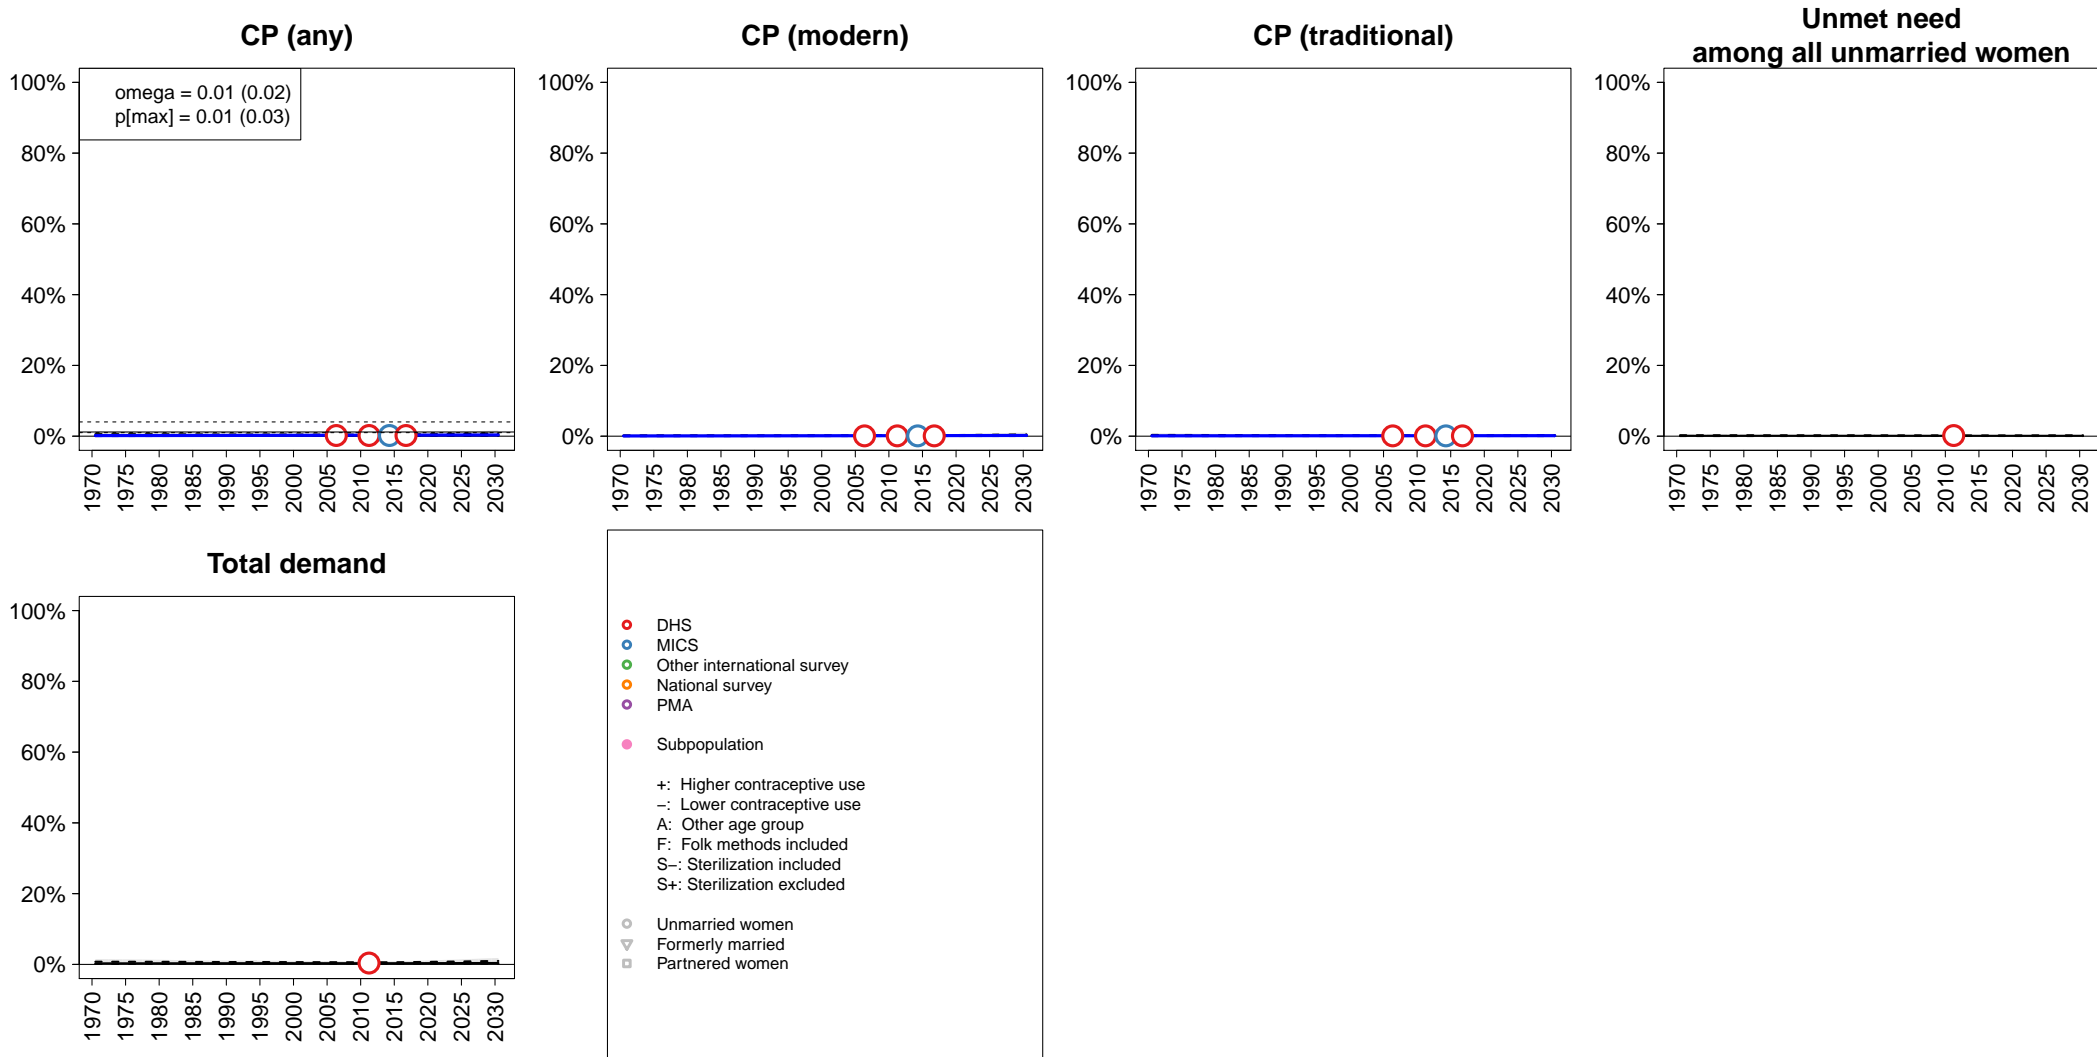 CP (any)
CP (modern)
CP (traditional)
Unmet need
among all unmarried women
100%
80%
60%
40%
20%
0%
omega = 0.01 (0.02)
p[max] = 0.01 (0.03)
1970 1975 1980 1985 1990 1995 2000 2005 2010 2015 2020 2025 2030
100%
80%
60%
40%
20%
0%
1970 1975 1980 1985 1990 1995 2000 2005 2010 2015 2020 2025 2030
100%
80%
60%
40%
20%
0%
1970 1975 1980 1985 1990 1995 2000 2005 2010 2015 2020 2025 2030
100%
80%
60%
40%
20%
0%
1970 1975 1980 1985 1990 1995 2000 2005 2010 2015 2020 2025 2030
Total demand
100%
80%
60%
40%
20%
0%
1970 1975 1980 1985 1990 1995 2000 2005 2010 2015 2020 2025 2030
DHS
MICS
Other international survey
National survey
PMA
Subpopulation
+: Higher contraceptive use
−: Lower contraceptive use
A: Other age group
F: Folk methods included
S−: Sterilization included
S+: Sterilization excluded
Unmarried women
Formerly married
Partnered women